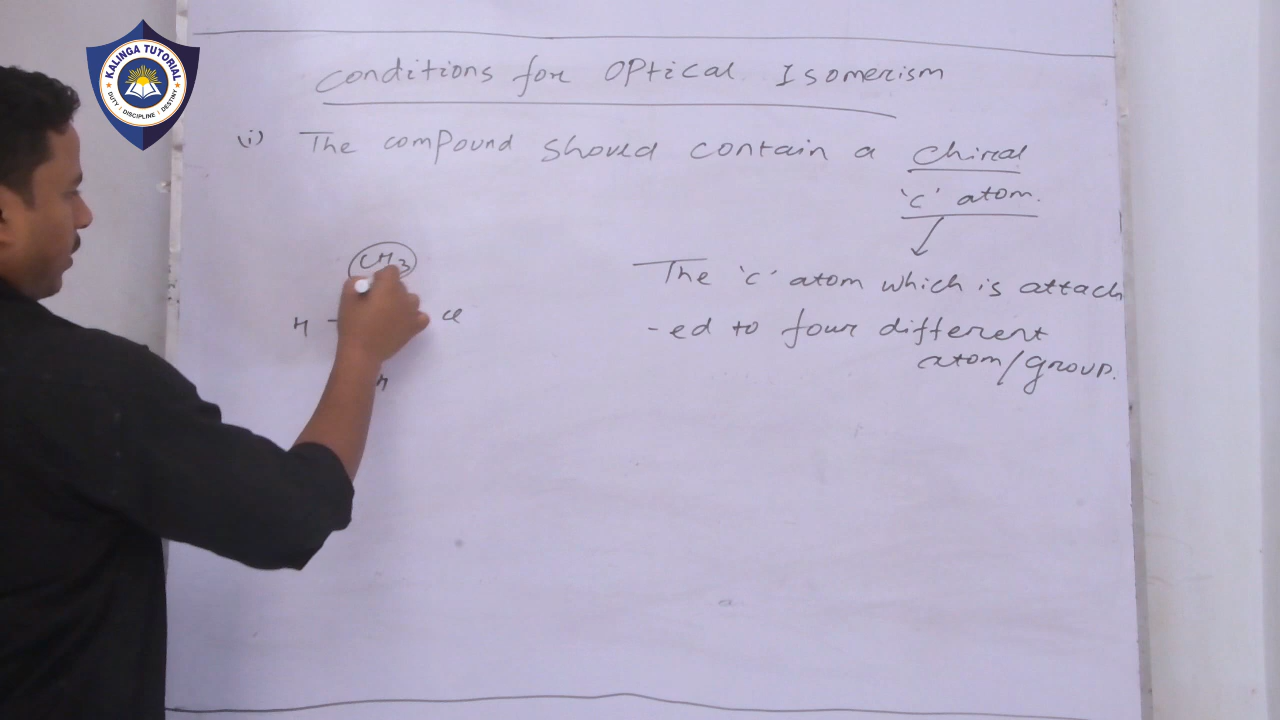 KALINGA TUTORIAL
DUTY | DISCIPLINE | DESTINY
Conditions for Optical Isomerism
(i) The compound should contain a chiral
'c' atom.
The 'c' atom which is attach
-ed to four different
atom/group.
CH3
H
Cl
H